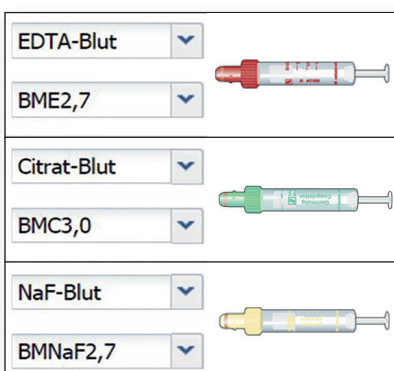 EDTA-Blut
BME2,7
Citrat-Blut
BMC3,0
NaF-Blut
BMNaF2,7